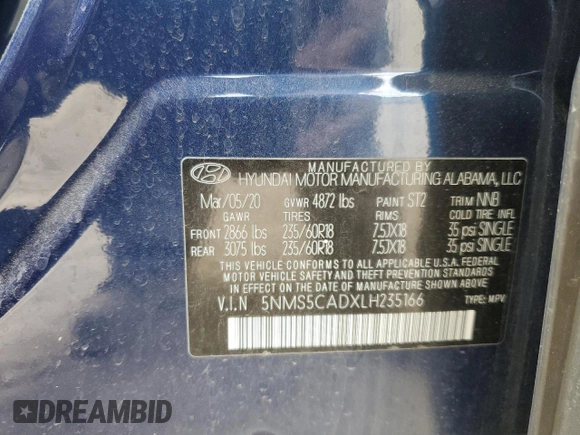 MANUFACTURED BY
HYUNDAI MOTOR MANUFACTURING ALABAMA, LLC
Mar/05/20 GVWR 4872 lbs PAINT ST2 TRIM NNB
GAWR TIRES RIMS COLD TIRE INFL
FRONT 2866 lbs 235/60R18 7.5JX18 35 psi SINGLE
REAR 3075 lbs 235/60R18 7.5JX18 35 psi SINGLE
THIS VEHICLE CONFORMS TO ALL APPLICABLE U.S. FEDERAL
MOTOR VEHICLE SAFETY AND THEFT PREVENTION STANDARDS
IN EFFECT ON THE DATE OF MANUFACTURE SHOWN ABOVE.
V.I.N 5NMS5CADXLH235166 TYPE: MPV
DREAMBID